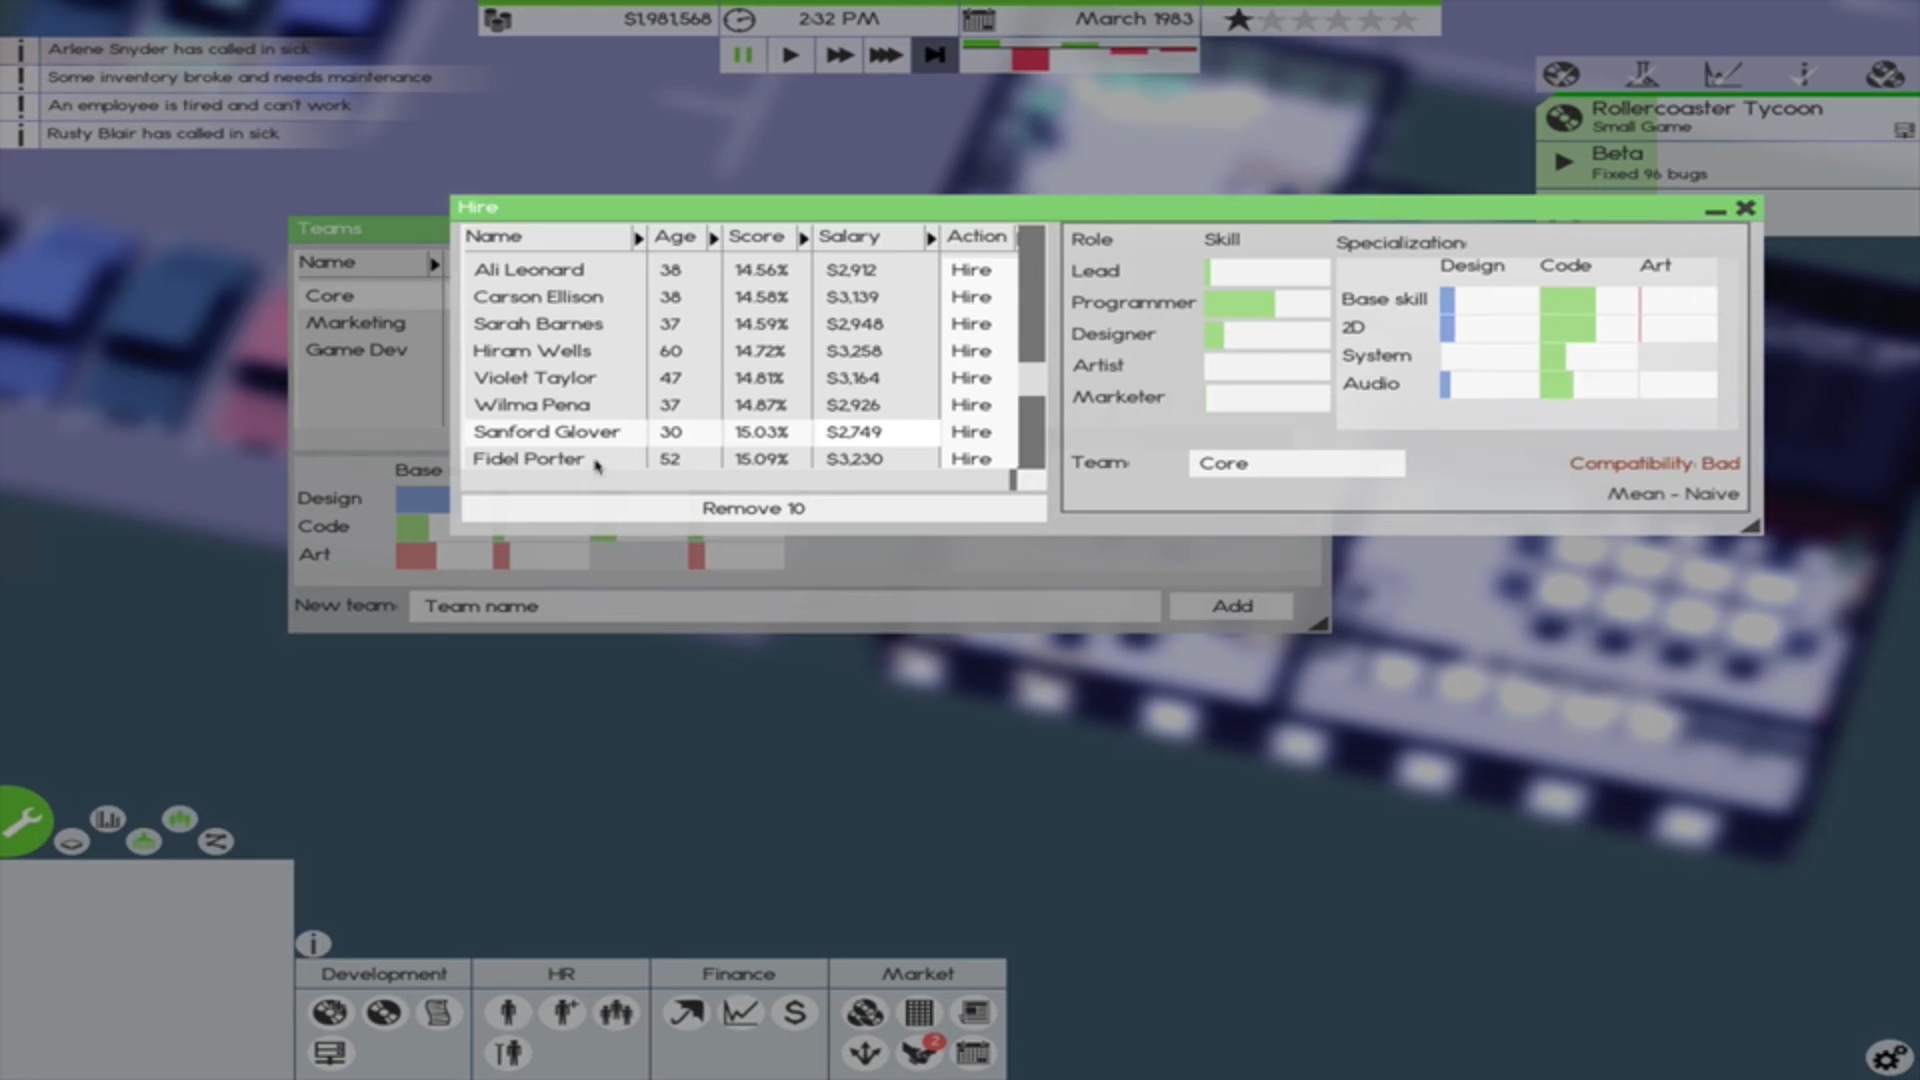 $1,981,568
2:32 PM
March 1983
Arlene Snyder has called in sick
Some inventory broke and needs maintenance
An employee is tired and can't work
Rusty Blair has called in sick
Rollercoaster Tycoon
Small Game
Beta
Fixed 96 bugs
Teams
Name
Core
Marketing
Game Dev
Hire
Name Age Score Salary Action
Ali Leonard 38 14.56% $2,912 Hire
Carson Ellison 38 14.58% $3,139 Hire
Sarah Barnes 37 14.59% $2,948 Hire
Hiram Wells 60 14.72% $3,258 Hire
Violet Taylor 47 14.81% $3,164 Hire
Wilma Pena 37 14.87% $2,926 Hire
Sanford Glover 30 15.03% $2,749 Hire
Fidel Porter 52 15.09% $3,230 Hire
Remove 10
Role Skill
Lead
Programmer
Designer
Artist
Marketer
Specialization:
Design Code Art
Base skill
2D
System
Audio
Team: Core
Compatibility: Bad
Mean - Naive
Base
Design
Code
Art
New team: Team name Add
Development HR Finance Market
2